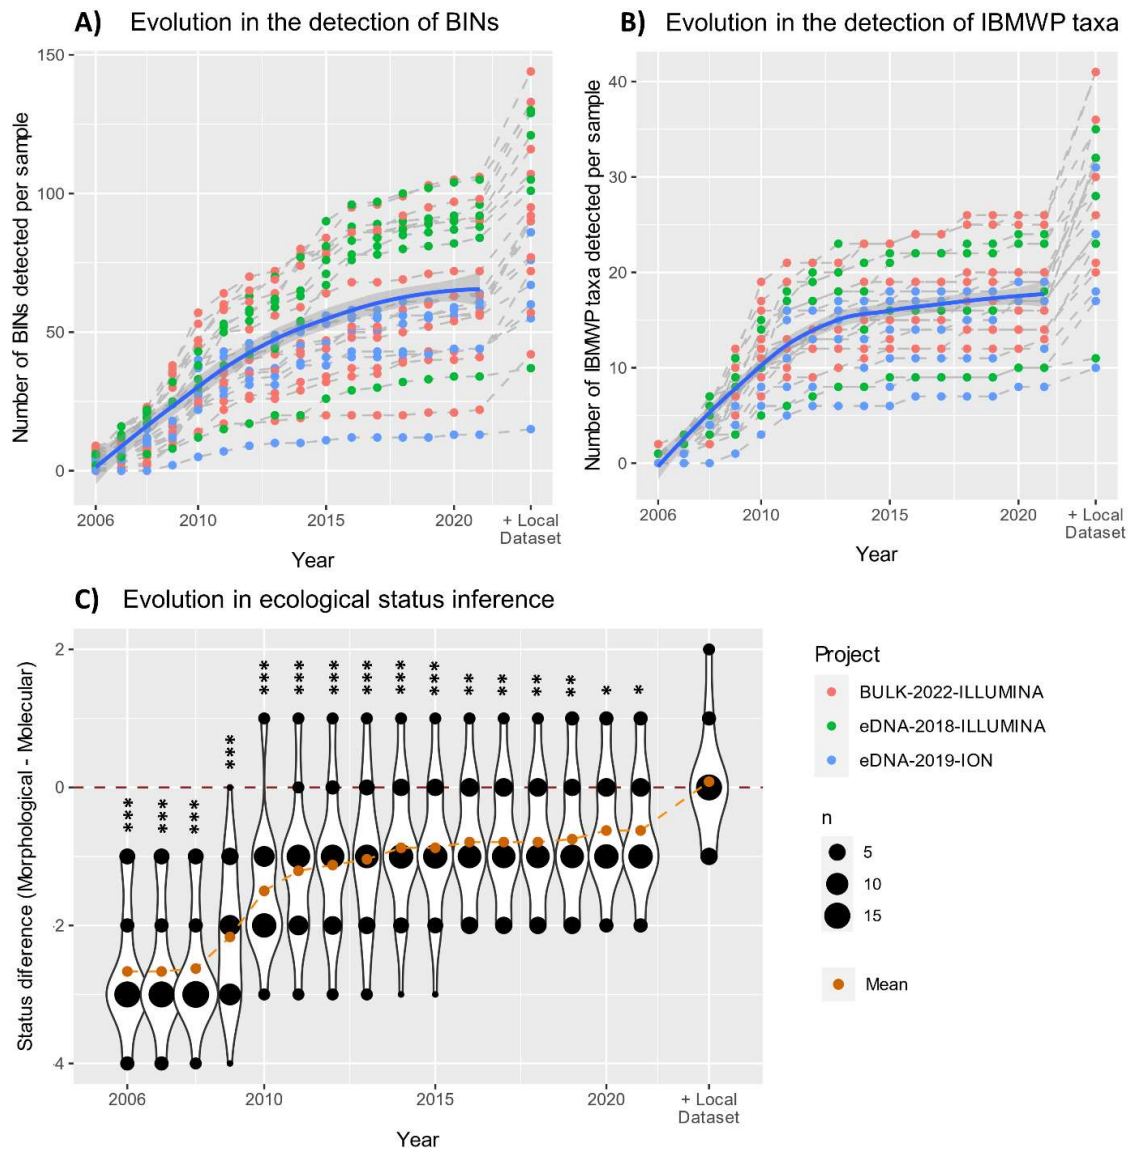 A) Evolution in the detection of BINs
Number of BINs detected per sample
150
100
50
0
2006
2010
2015
2020
+ Local
Dataset
Year
B) Evolution in the detection of IBMWP taxa
Number of IBMWP taxa detected per sample
40
30
20
10
0
2006
2010
2015
2020
+ Local
Dataset
Year
C) Evolution in ecological status inference
Status diference (Morphological - Molecular)
2
0
-2
-4
***
***
***
***
***
***
***
***
***
***
**
**
**
**
*
*
2006
2010
2015
2020
+ Local
Dataset
Year
Project
BULK-2022-ILLUMINA
eDNA-2018-ILLUMINA
eDNA-2019-ION
n
5
10
15
Mean